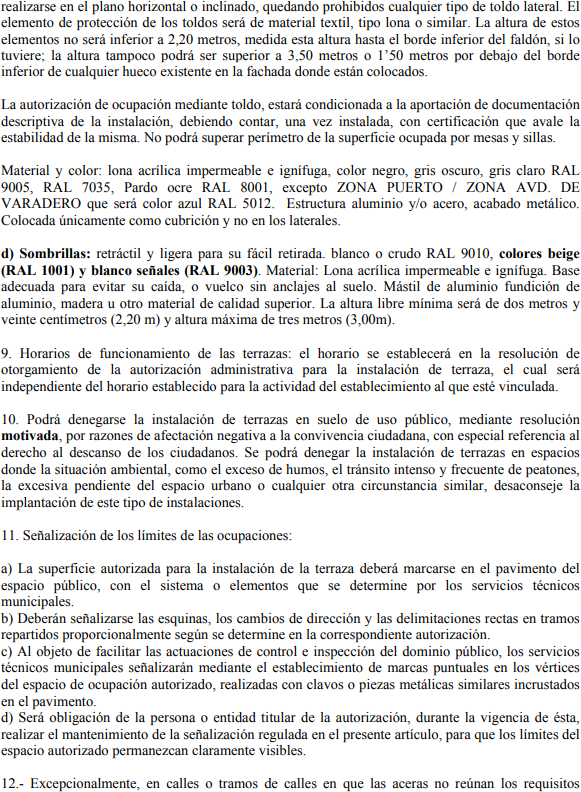 realizarse en el plano horizontal o inclinado, quedando prohibidos cualquier tipo de toldo lateral. El
elemento de protección de los toldos será de material textil, tipo lona o similar. La altura de estos
elementos no será inferior a 2,20 metros, medida esta altura hasta el borde inferior del faldón, si lo
tuviere; la altura tampoco podrá ser superior a 3,50 metros o 1’50 metros por debajo del borde
inferior de cualquier hueco existente en la fachada donde están colocados.
La autorización de ocupación mediante toldo, estará condicionada a la aportación de documentación
descriptiva de la instalación, debiendo contar, una vez instalada, con certificación que avale la
estabilidad de la misma. No podrá superar perímetro de la superficie ocupada por mesas y sillas.
Material y color: lona acrílica impermeable e ignífuga, color negro, gris oscuro, gris claro RAL
9005, RAL 7035, Pardo ocre RAL 8001, excepto ZONA PUERTO / ZONA AVD. DE
VARADERO que será color azul RAL 5012. Estructura aluminio y/o acero, acabado metálico.
Colocada únicamente como cubrición y no en los laterales.
d) Sombrillas: retráctil y ligera para su fácil retirada. blanco o crudo RAL 9010, colores beige
(RAL 1001) y blanco señales (RAL 9003). Material: Lona acrílica impermeable e ignífuga. Base
adecuada para evitar su caída, o vuelco sin anclajes al suelo. Mástil de aluminio fundición de
aluminio, madera u otro material de calidad superior. La altura libre mínima será de dos metros y
veinte centímetros (2,20 m) y altura máxima de tres metros (3,00m).
9. Horarios de funcionamiento de las terrazas: el horario se establecerá en la resolución de
otorgamiento de la autorización administrativa para la instalación de terraza, el cual será
independiente del horario establecido para la actividad del establecimiento al que esté vinculada.
10. Podrá denegarse la instalación de terrazas en suelo de uso público, mediante resolución
motivada, por razones de afectación negativa a la convivencia ciudadana, con especial referencia al
derecho al descanso de los ciudadanos. Se podrá denegar la instalación de terrazas en espacios
donde la situación ambiental, como el exceso de humos, el tránsito intenso y frecuente de peatones,
la excesiva pendiente del espacio urbano o cualquier otra circunstancia similar, desaconseje la
implantación de este tipo de instalaciones.
11. Señalización de los límites de las ocupaciones:
a) La superficie autorizada para la instalación de la terraza deberá marcarse en el pavimento del
espacio público, con el sistema o elementos que se determine por los servicios técnicos
municipales.
b) Deberán señalizarse las esquinas, los cambios de dirección y las delimitaciones rectas en tramos
repartidos proporcionalmente según se determine en la correspondiente autorización.
c) Al objeto de facilitar las actuaciones de control e inspección del dominio público, los servicios
técnicos municipales señalizarán mediante el establecimiento de marcas puntuales en los vértices
del espacio de ocupación autorizado, realizadas con clavos o piezas metálicas similares incrustados
en el pavimento.
d) Será obligación de la persona o entidad titular de la autorización, durante la vigencia de ésta,
realizar el mantenimiento de la señalización regulada en el presente artículo, para que los límites del
espacio autorizado permanezcan claramente visibles.
12.- Excepcionalmente, en calles o tramos de calles en que las aceras no reúnan los requisitos